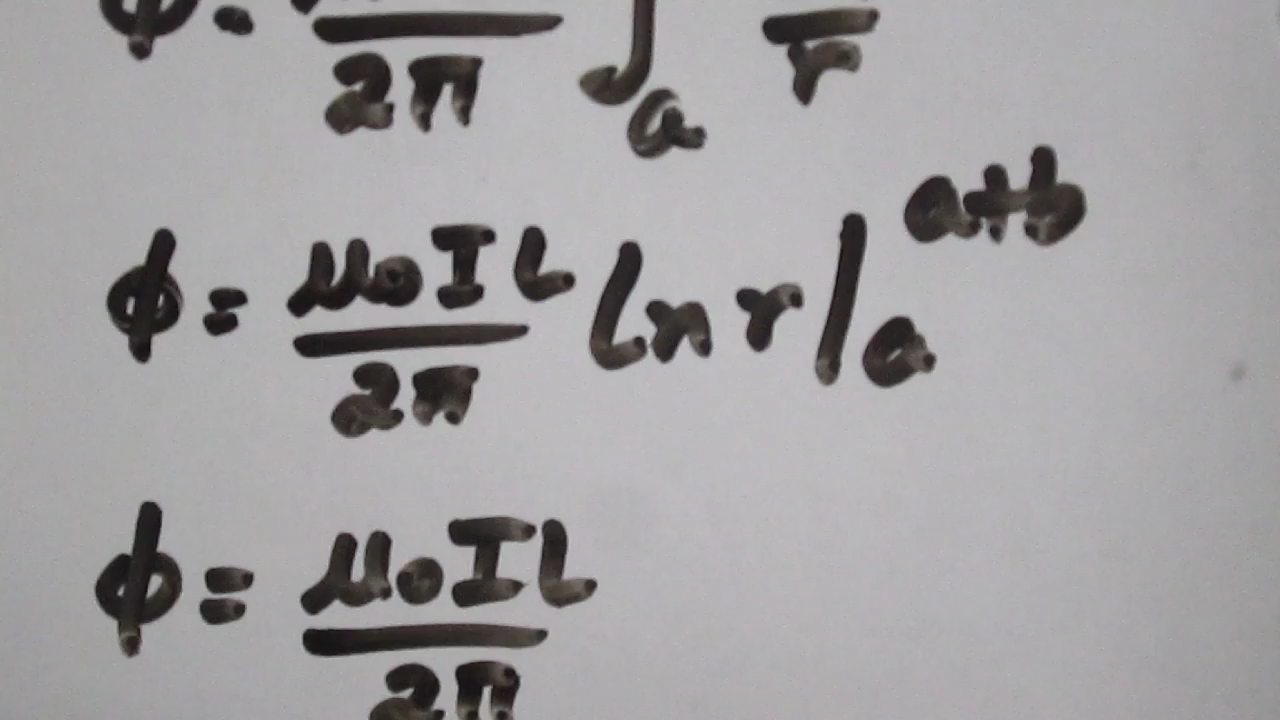 ϕ = ──── ∫ₐ ──
2π r
ϕ = μ₀IL/2π ln r |ₐ^(a+b)
ϕ = μ₀IL/2π